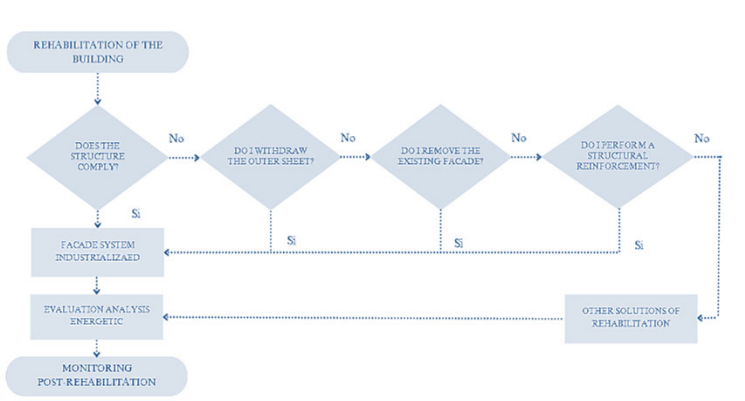 REHABILITATION OF THE
BUILDING
DOES THE
STRUCTURE
COMPLY?
No
DO I WITHDRAW
THE OUTER SHEET?
No
DO I REMOVE THE
EXISTING FACADE?
No
DO I PERFORM A
STRUCTURAL
REINFORCEMENT?
No
Si
Si
Si
Si
FACADE SYSTEM
INDUSTRIALIZAED
EVALUATION ANALYSIS
ENERGETIC
OTHER SOLUTIONS OF
REHABILITATION
MONITORING
POST-REHABILITATION